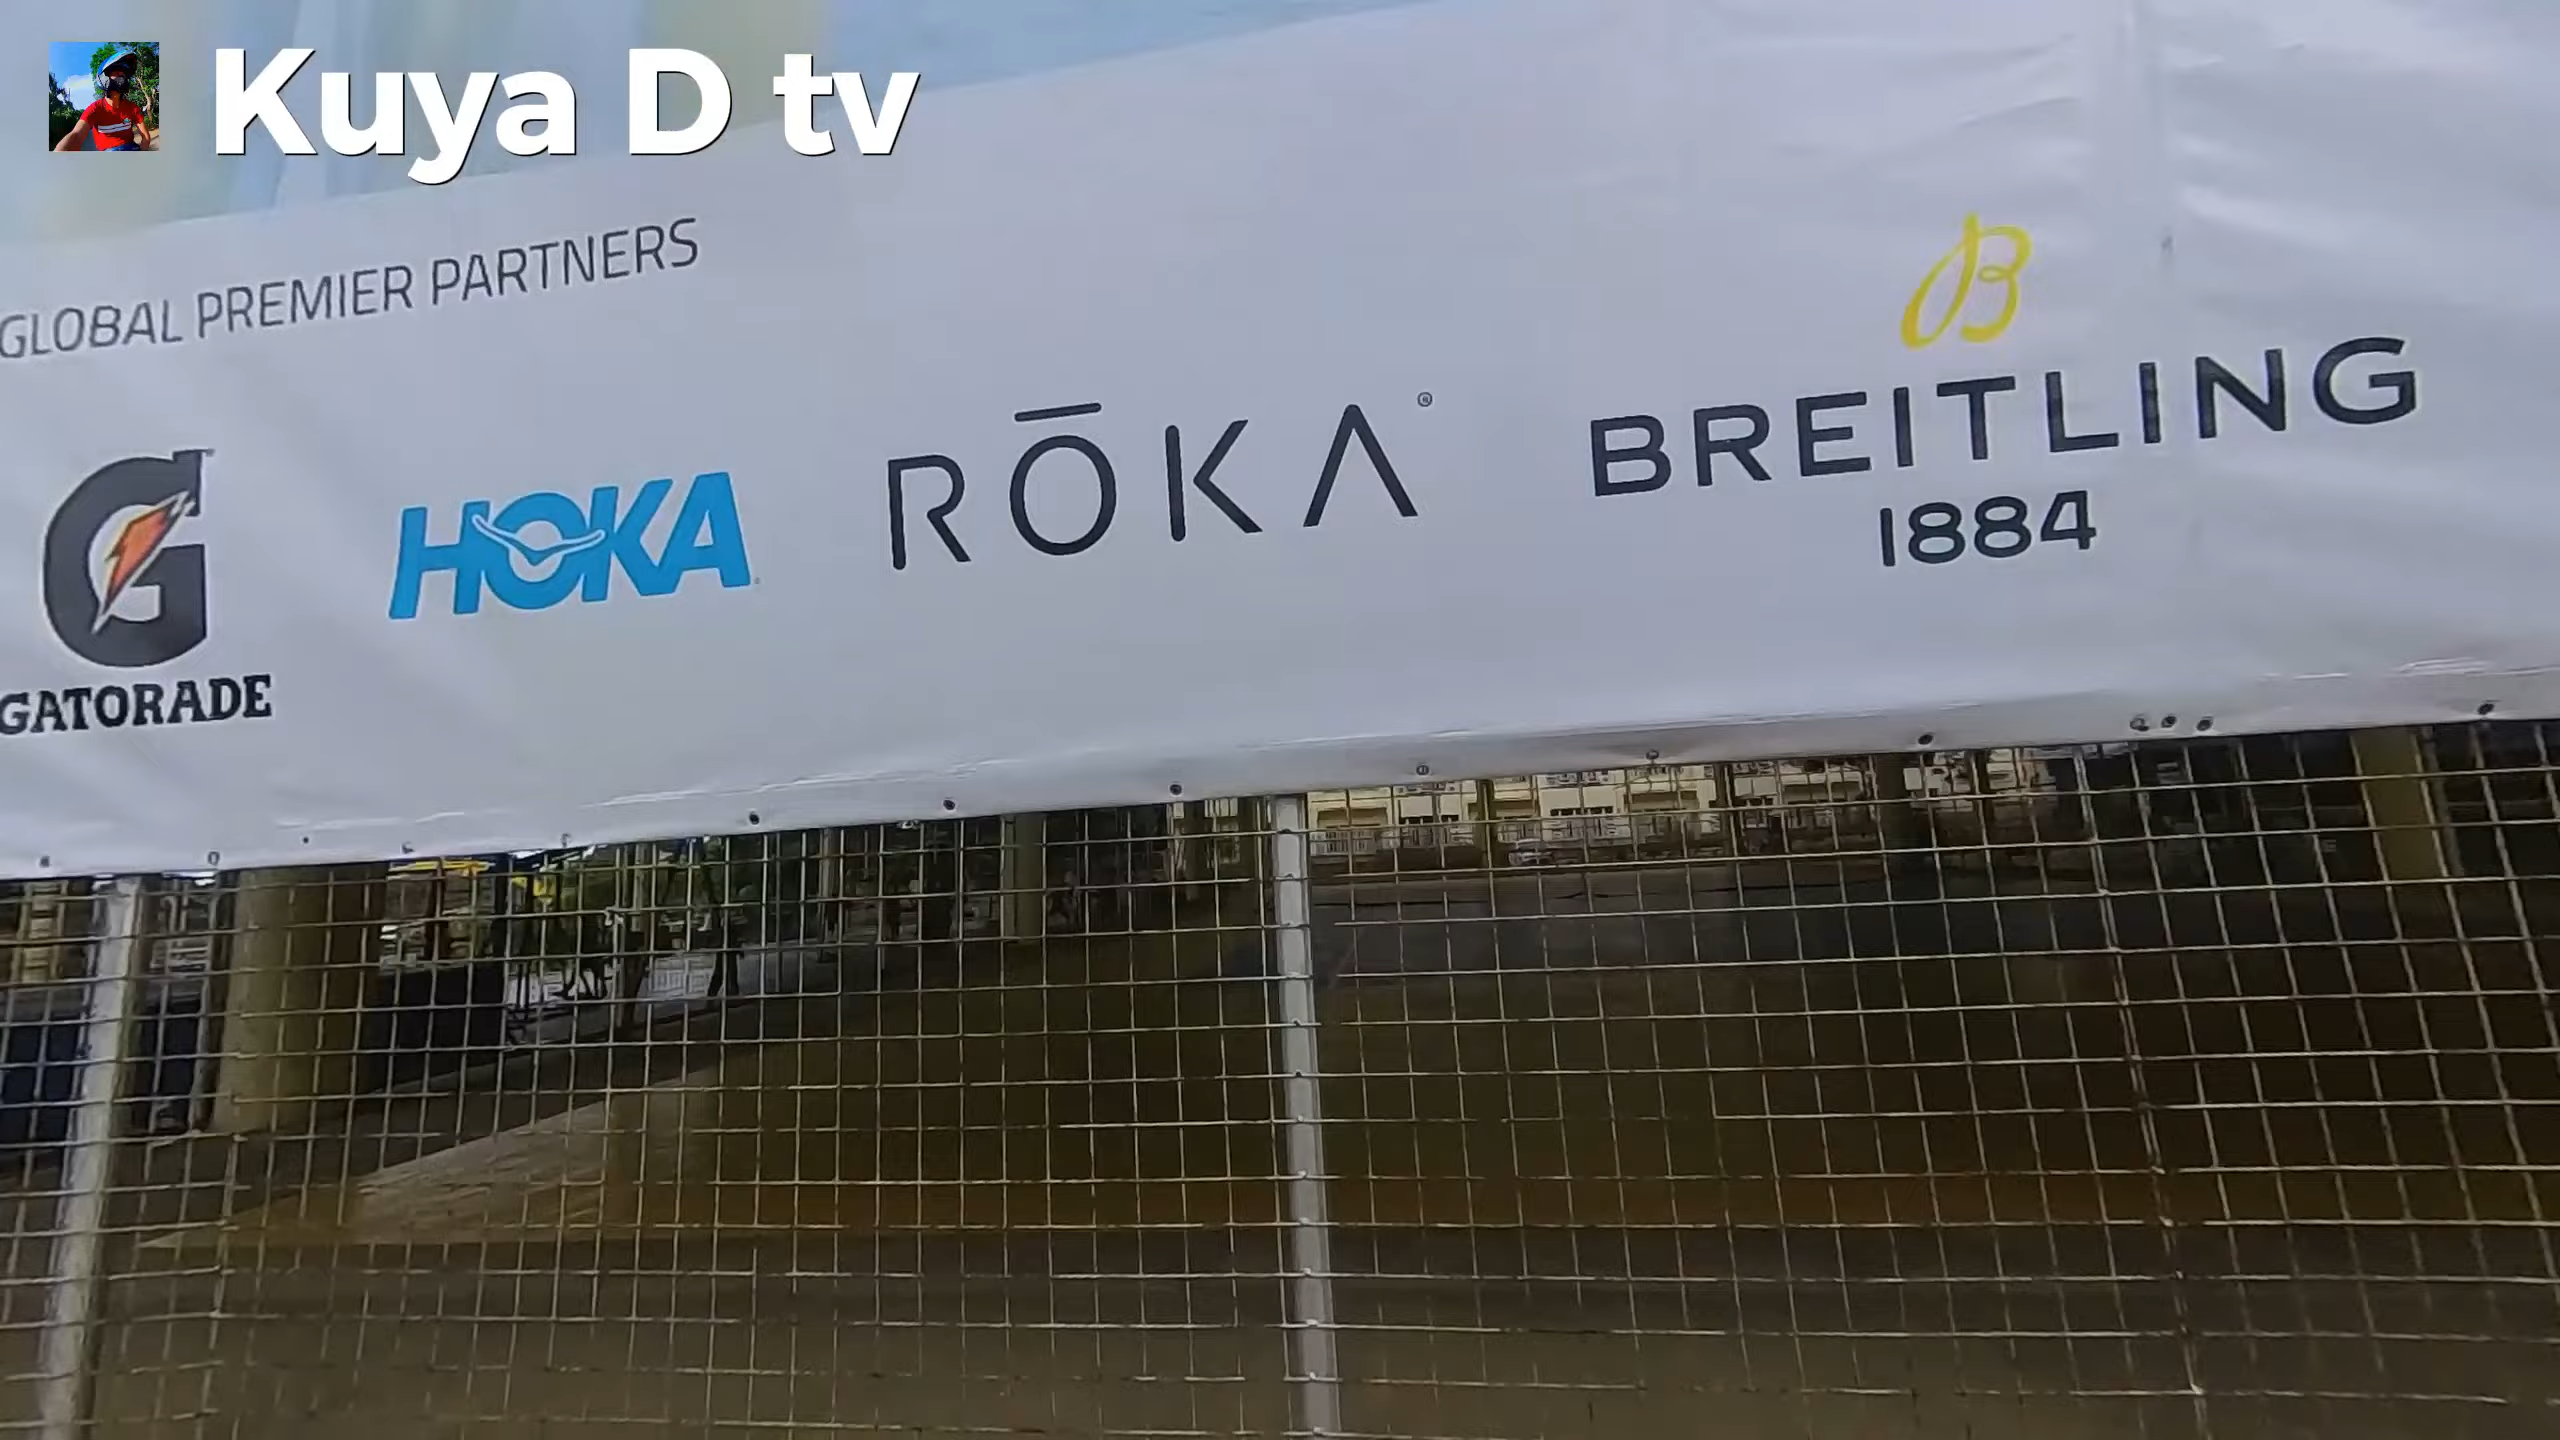 Kuya D tv
GLOBAL PREMIER PARTNERS
G
GATORADE
HOKA
RŌKA®
B
BREITLING
1884